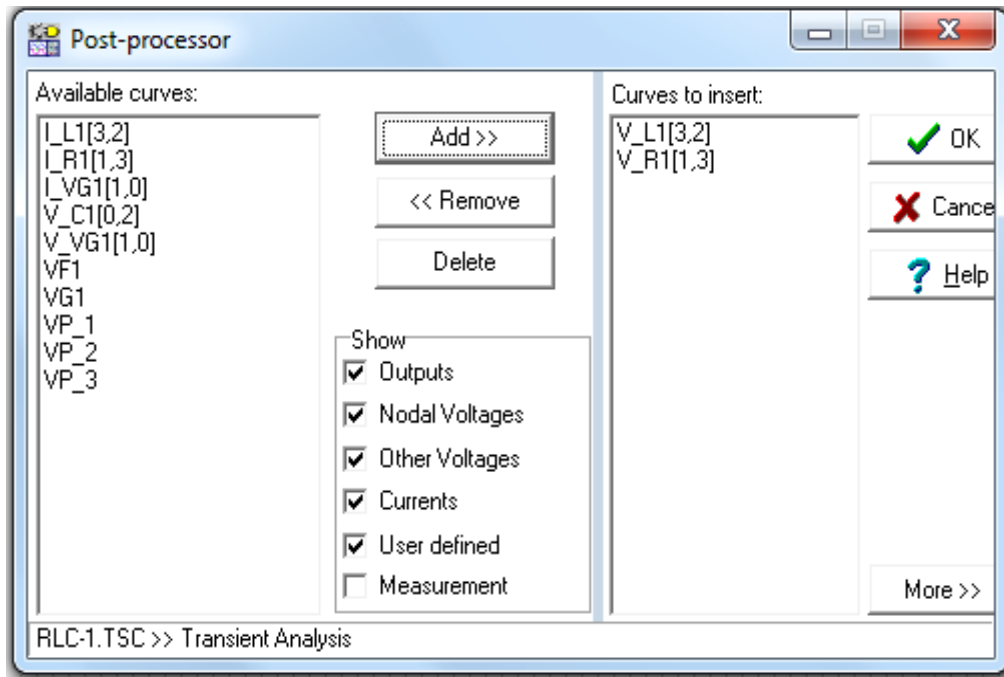 Post-processor
Available curves:
I_L1[3,2]
I_R1[1,3]
I_VG1[1,0]
V_C1[0,2]
V_VG1[1,0]
VF1
VG1
VP_1
VP_2
VP_3
Add >>
<< Remove
Delete
Show
Outputs
Nodal Voltages
Other Voltages
Currents
User defined
Measurement
Curves to insert:
V_L1[3,2]
V_R1[1,3]
OK
Cance
Help
More >>
RLC-1.TSC >> Transient Analysis